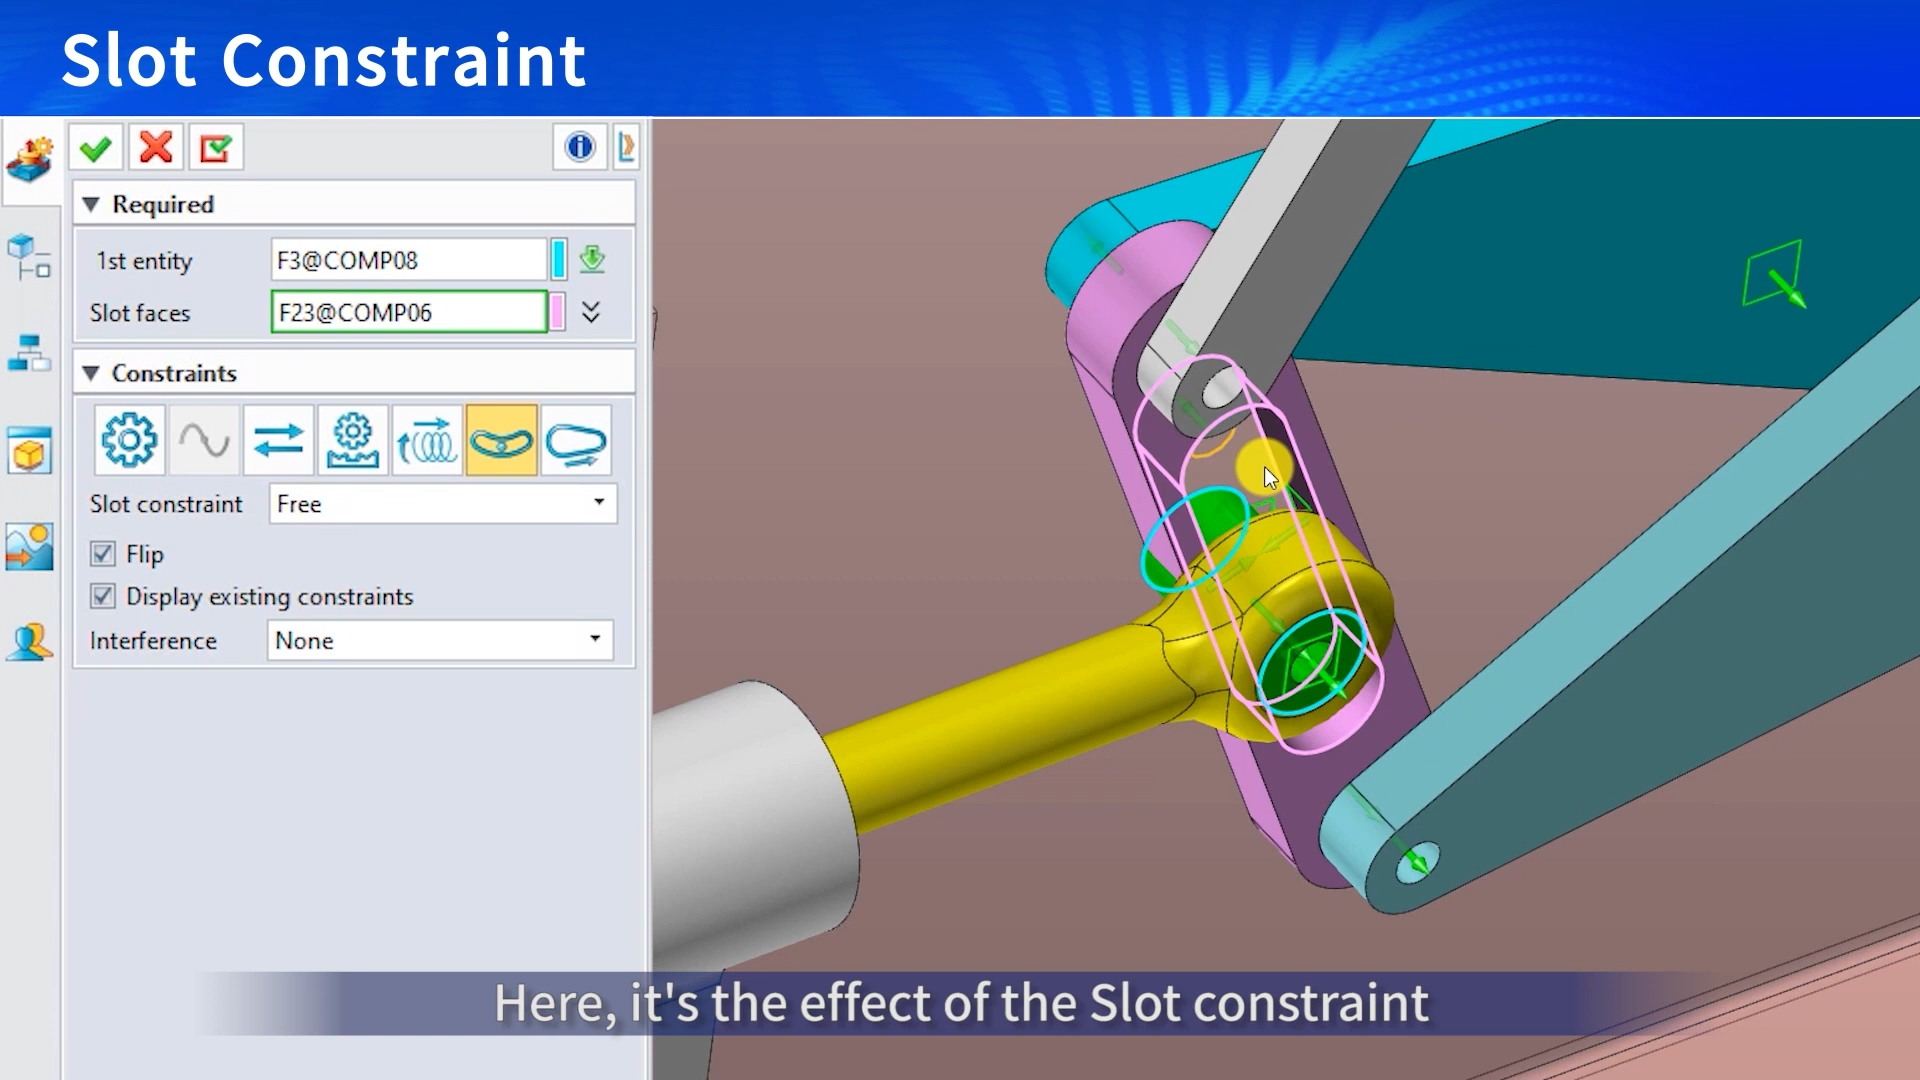 Slot Constraint
Required
1st entity F3@COMP08
Slot faces F23@COMP06
Constraints
Slot constraint Free
Flip
Display existing constraints
Interference None
Here, it's the effect of the Slot constraint